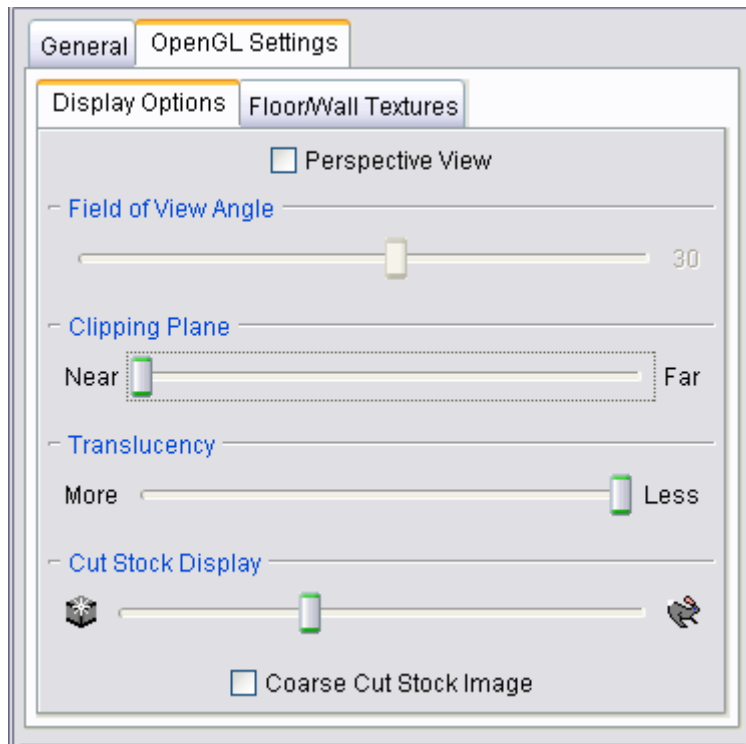 General OpenGL Settings
Display Options Floor/Wall Textures
Perspective View
Field of View Angle
30
Clipping Plane
Near Far
Translucency
More Less
Cut Stock Display
Coarse Cut Stock Image